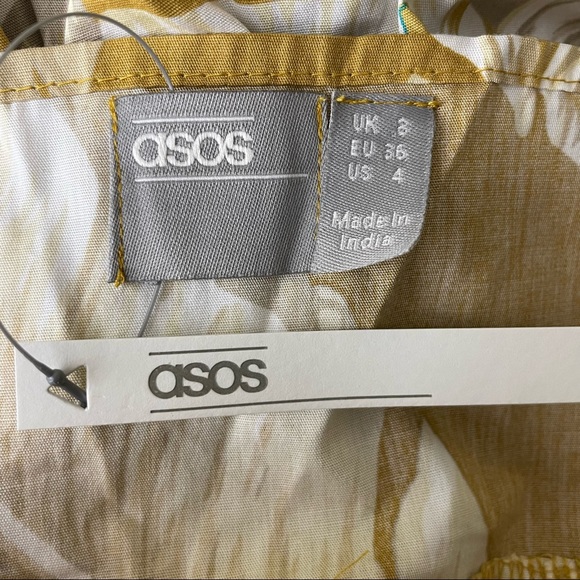 asos
UK 8
EU 36
US 4
Made In
India
asos